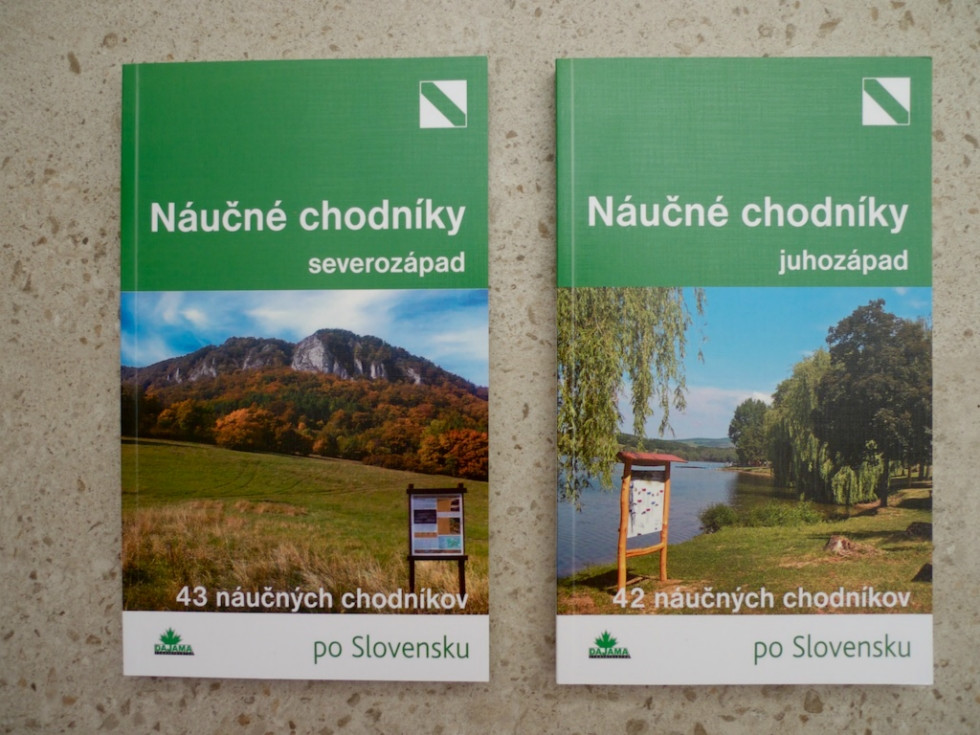 Náučné chodníky
severozápad
43 náučných chodníkov
DAJAMA
po Slovensku
Náučné chodníky
juhozápad
42 náučných chodníkov
DAJAMA
po Slovensku